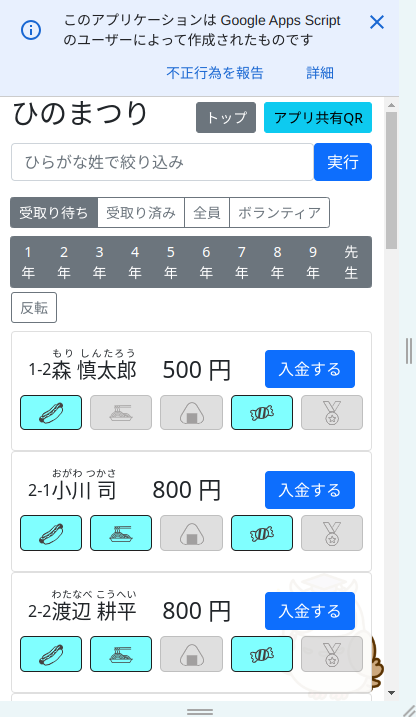 このアプリケーションは Google Apps Script
のユーザーによって作成されたものです
不正行為を報告 詳細
ひのまつり トップ アプリ共有QR
ひらがな姓で絞り込み 実行
受取り待ち 受取り済み 全員 ボランティア
1年 2年 3年 4年 5年 6年 7年 8年 9年 先生
反転
もり しんたろう
1-2森 慎太郎 500 円 入金する
おがわ つかさ
2-1小川 司 800 円 入金する
わたなべ こうへい
2-2渡辺 耕平 800 円 入金する